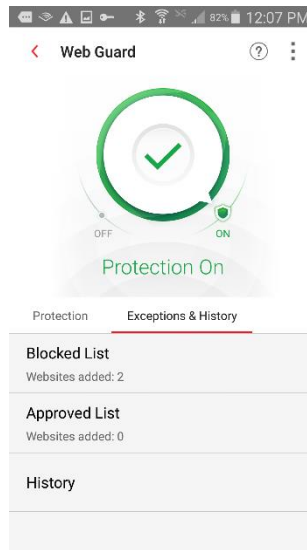 82% 12:07 PM
Web Guard
?
OFF
ON
Protection On
Protection
Exceptions & History
Blocked List
Websites added: 2
Approved List
Websites added: 0
History